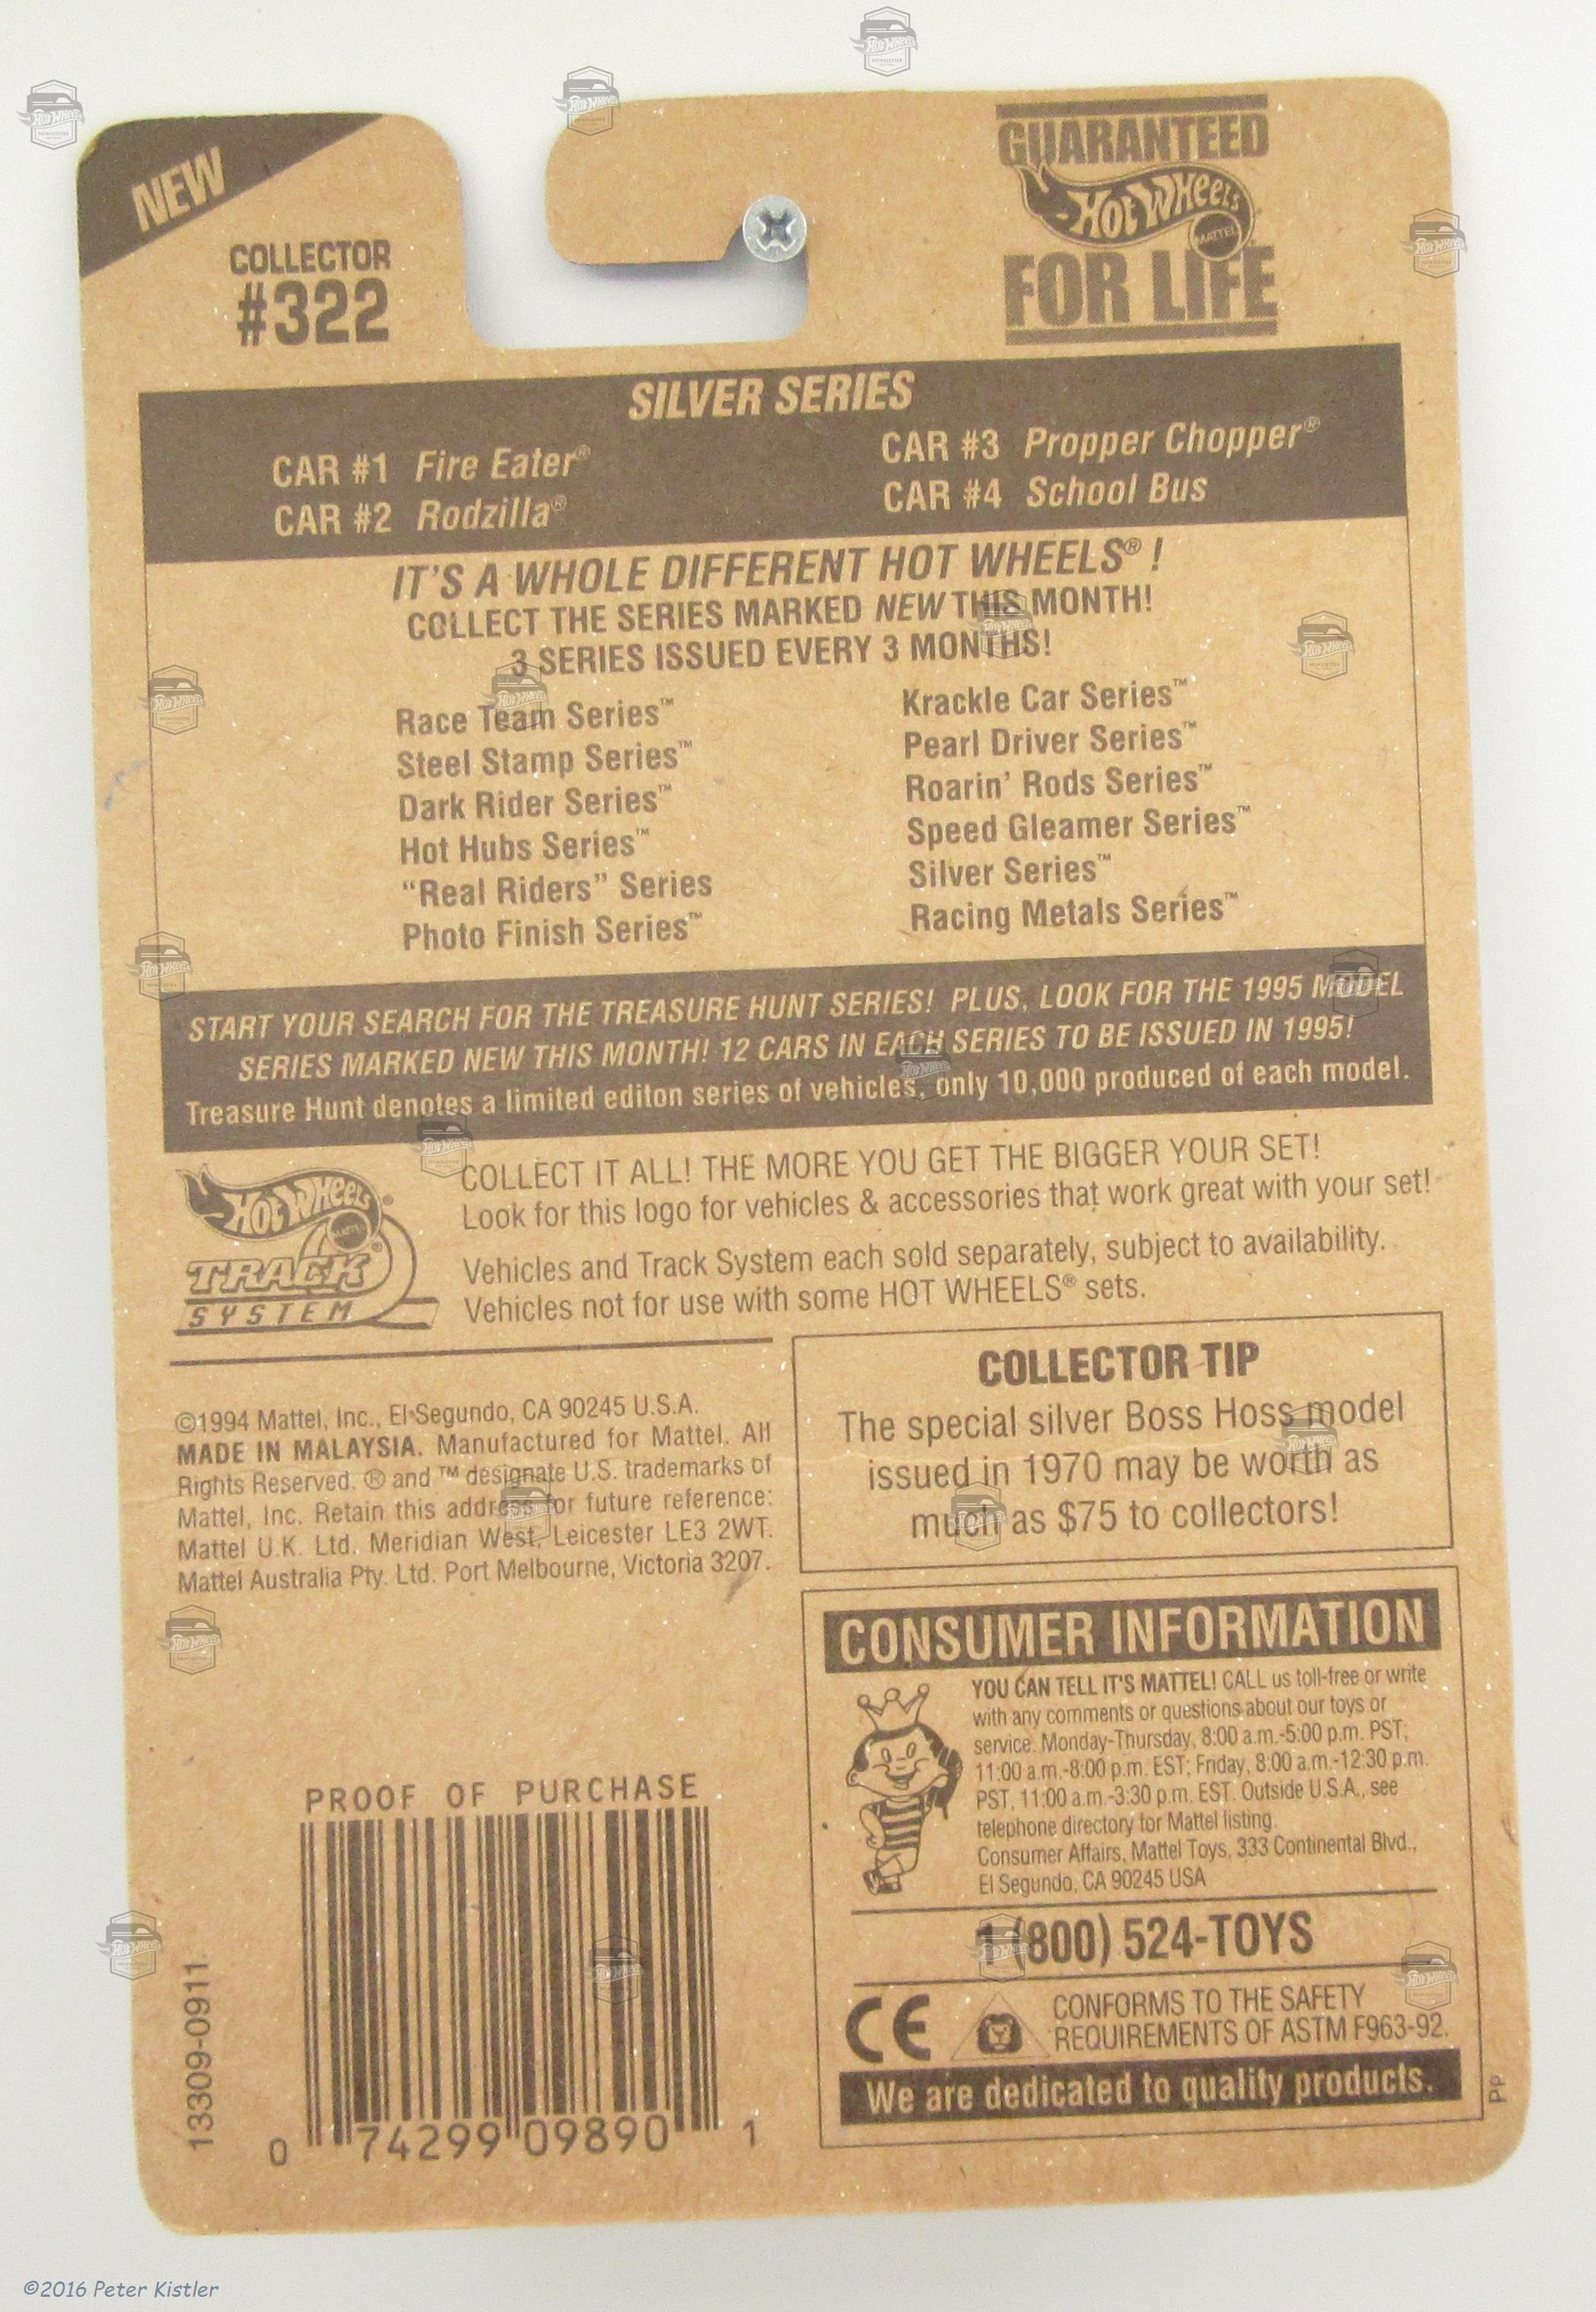 NEW
COLLECTOR
#322
GUARANTEED
HOT WHEELS
MATTEL
FOR LIFE
SILVER SERIES
CAR #1 Fire Eater®
CAR #2 Rodzilla®
CAR #3 Propper Chopper®
CAR #4 School Bus
IT'S A WHOLE DIFFERENT HOT WHEELS® !
COLLECT THE SERIES MARKED NEW THIS MONTH!
3 SERIES ISSUED EVERY 3 MONTHS!
Race Team Series™
Steel Stamp Series™
Dark Rider Series™
Hot Hubs Series™
“Real Riders” Series
Photo Finish Series™
Krackle Car Series™
Pearl Driver Series™
Roarin' Rods Series™
Speed Gleamer Series™
Silver Series™
Racing Metals Series™
START YOUR SEARCH FOR THE TREASURE HUNT SERIES! PLUS, LOOK FOR THE 1995 MODEL
SERIES MARKED NEW THIS MONTH! 12 CARS IN EACH SERIES TO BE ISSUED IN 1995!
Treasure Hunt denotes a limited editon series of vehicles, only 10,000 produced of each model.
HOT WHEELS®
MATTEL
TRACK®
SYSTEM
COLLECT IT ALL! THE MORE YOU GET THE BIGGER YOUR SET!
Look for this logo for vehicles & accessories that work great with your set!
Vehicles and Track System each sold separately, subject to availability.
Vehicles not for use with some HOT WHEELS® sets.
©1994 Mattel, Inc., El Segundo, CA 90245 U.S.A.
MADE IN MALAYSIA. Manufactured for Mattel. All
Rights Reserved. ® and ™ designate U.S. trademarks of
Mattel, Inc. Retain this address for future reference:
Mattel U.K. Ltd. Meridian West, Leicester LE3 2WT.
Mattel Australia Pty. Ltd. Port Melbourne, Victoria 3207.
COLLECTOR TIP
The special silver Boss Hoss model
issued in 1970 may be worth as
much as $75 to collectors!
CONSUMER INFORMATION
YOU CAN TELL IT'S MATTEL! CALL us toll-free or write
with any comments or questions about our toys or
service. Monday-Thursday, 8:00 a.m.-5:00 p.m. PST;
11:00 a.m.-8:00 p.m. EST; Friday, 8:00 a.m.-12:30 p.m.
PST, 11:00 a.m.-3:30 p.m. EST. Outside U.S.A., see
telephone directory for Mattel listing.
Consumer Affairs, Mattel Toys, 333 Continental Blvd.,
El Segundo, CA 90245 USA
1 (800) 524-TOYS
CE
CONFORMS TO THE SAFETY
REQUIREMENTS OF ASTM F963-92.
We are dedicated to quality products.
PP
PROOF OF PURCHASE
0 74299 09890 1
13309-0911
©2016 Peter Kistler